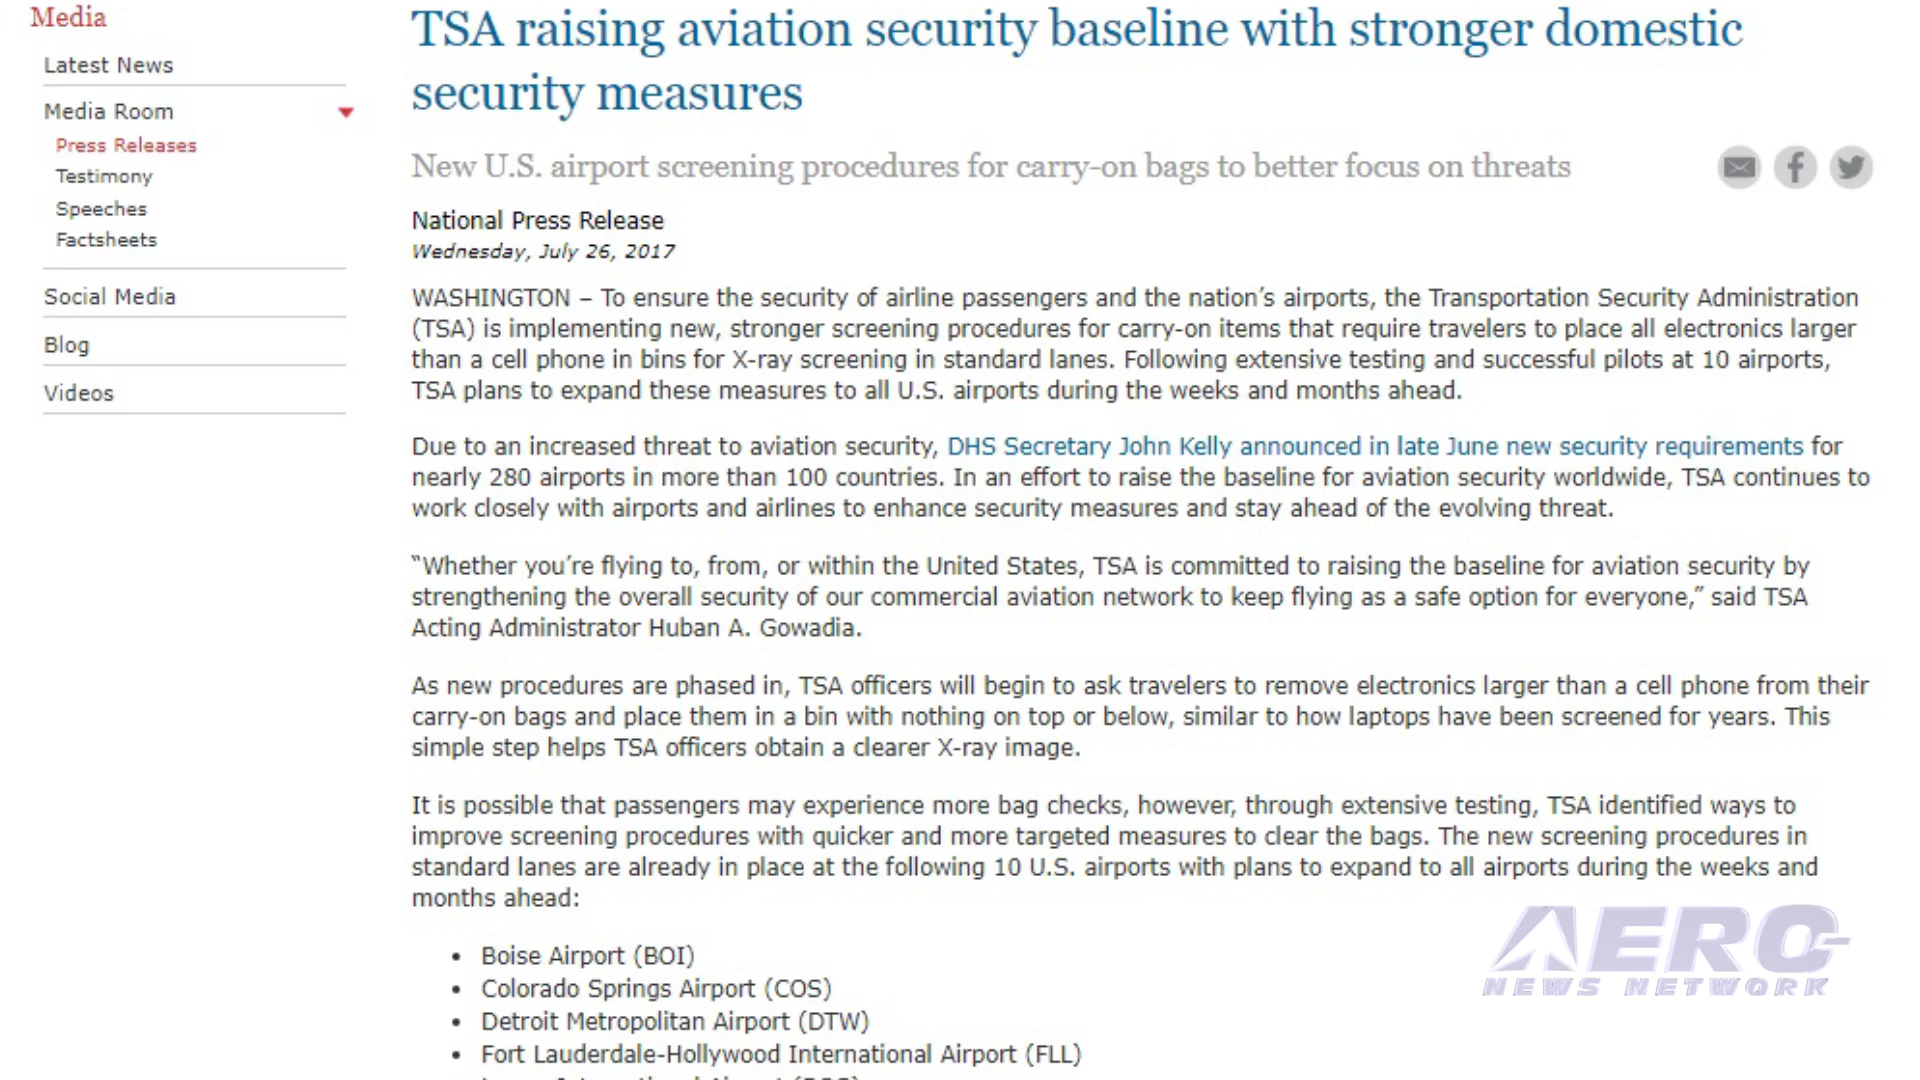 Media
Latest News
Media Room
Press Releases
Testimony
Speeches
Factsheets
Social Media
Blog
Videos
TSA raising aviation security baseline with stronger domestic
security measures
New U.S. airport screening procedures for carry-on bags to better focus on threats
National Press Release
Wednesday, July 26, 2017
WASHINGTON – To ensure the security of airline passengers and the nation’s airports, the Transportation Security Administration
(TSA) is implementing new, stronger screening procedures for carry-on items that require travelers to place all electronics larger
than a cell phone in bins for X-ray screening in standard lanes. Following extensive testing and successful pilots at 10 airports,
TSA plans to expand these measures to all U.S. airports during the weeks and months ahead.
Due to an increased threat to aviation security, DHS Secretary John Kelly announced in late June new security requirements for
nearly 280 airports in more than 100 countries. In an effort to raise the baseline for aviation security worldwide, TSA continues to
work closely with airports and airlines to enhance security measures and stay ahead of the evolving threat.
“Whether you’re flying to, from, or within the United States, TSA is committed to raising the baseline for aviation security by
strengthening the overall security of our commercial aviation network to keep flying as a safe option for everyone,” said TSA
Acting Administrator Huban A. Gowadia.
As new procedures are phased in, TSA officers will begin to ask travelers to remove electronics larger than a cell phone from their
carry-on bags and place them in a bin with nothing on top or below, similar to how laptops have been screened for years. This
simple step helps TSA officers obtain a clearer X-ray image.
It is possible that passengers may experience more bag checks, however, through extensive testing, TSA identified ways to
improve screening procedures with quicker and more targeted measures to clear the bags. The new screening procedures in
standard lanes are already in place at the following 10 U.S. airports with plans to expand to all airports during the weeks and
months ahead:
• Boise Airport (BOI)
• Colorado Springs Airport (COS)
• Detroit Metropolitan Airport (DTW)
• Fort Lauderdale-Hollywood International Airport (FLL)
AERO-
NEWS NETWORK